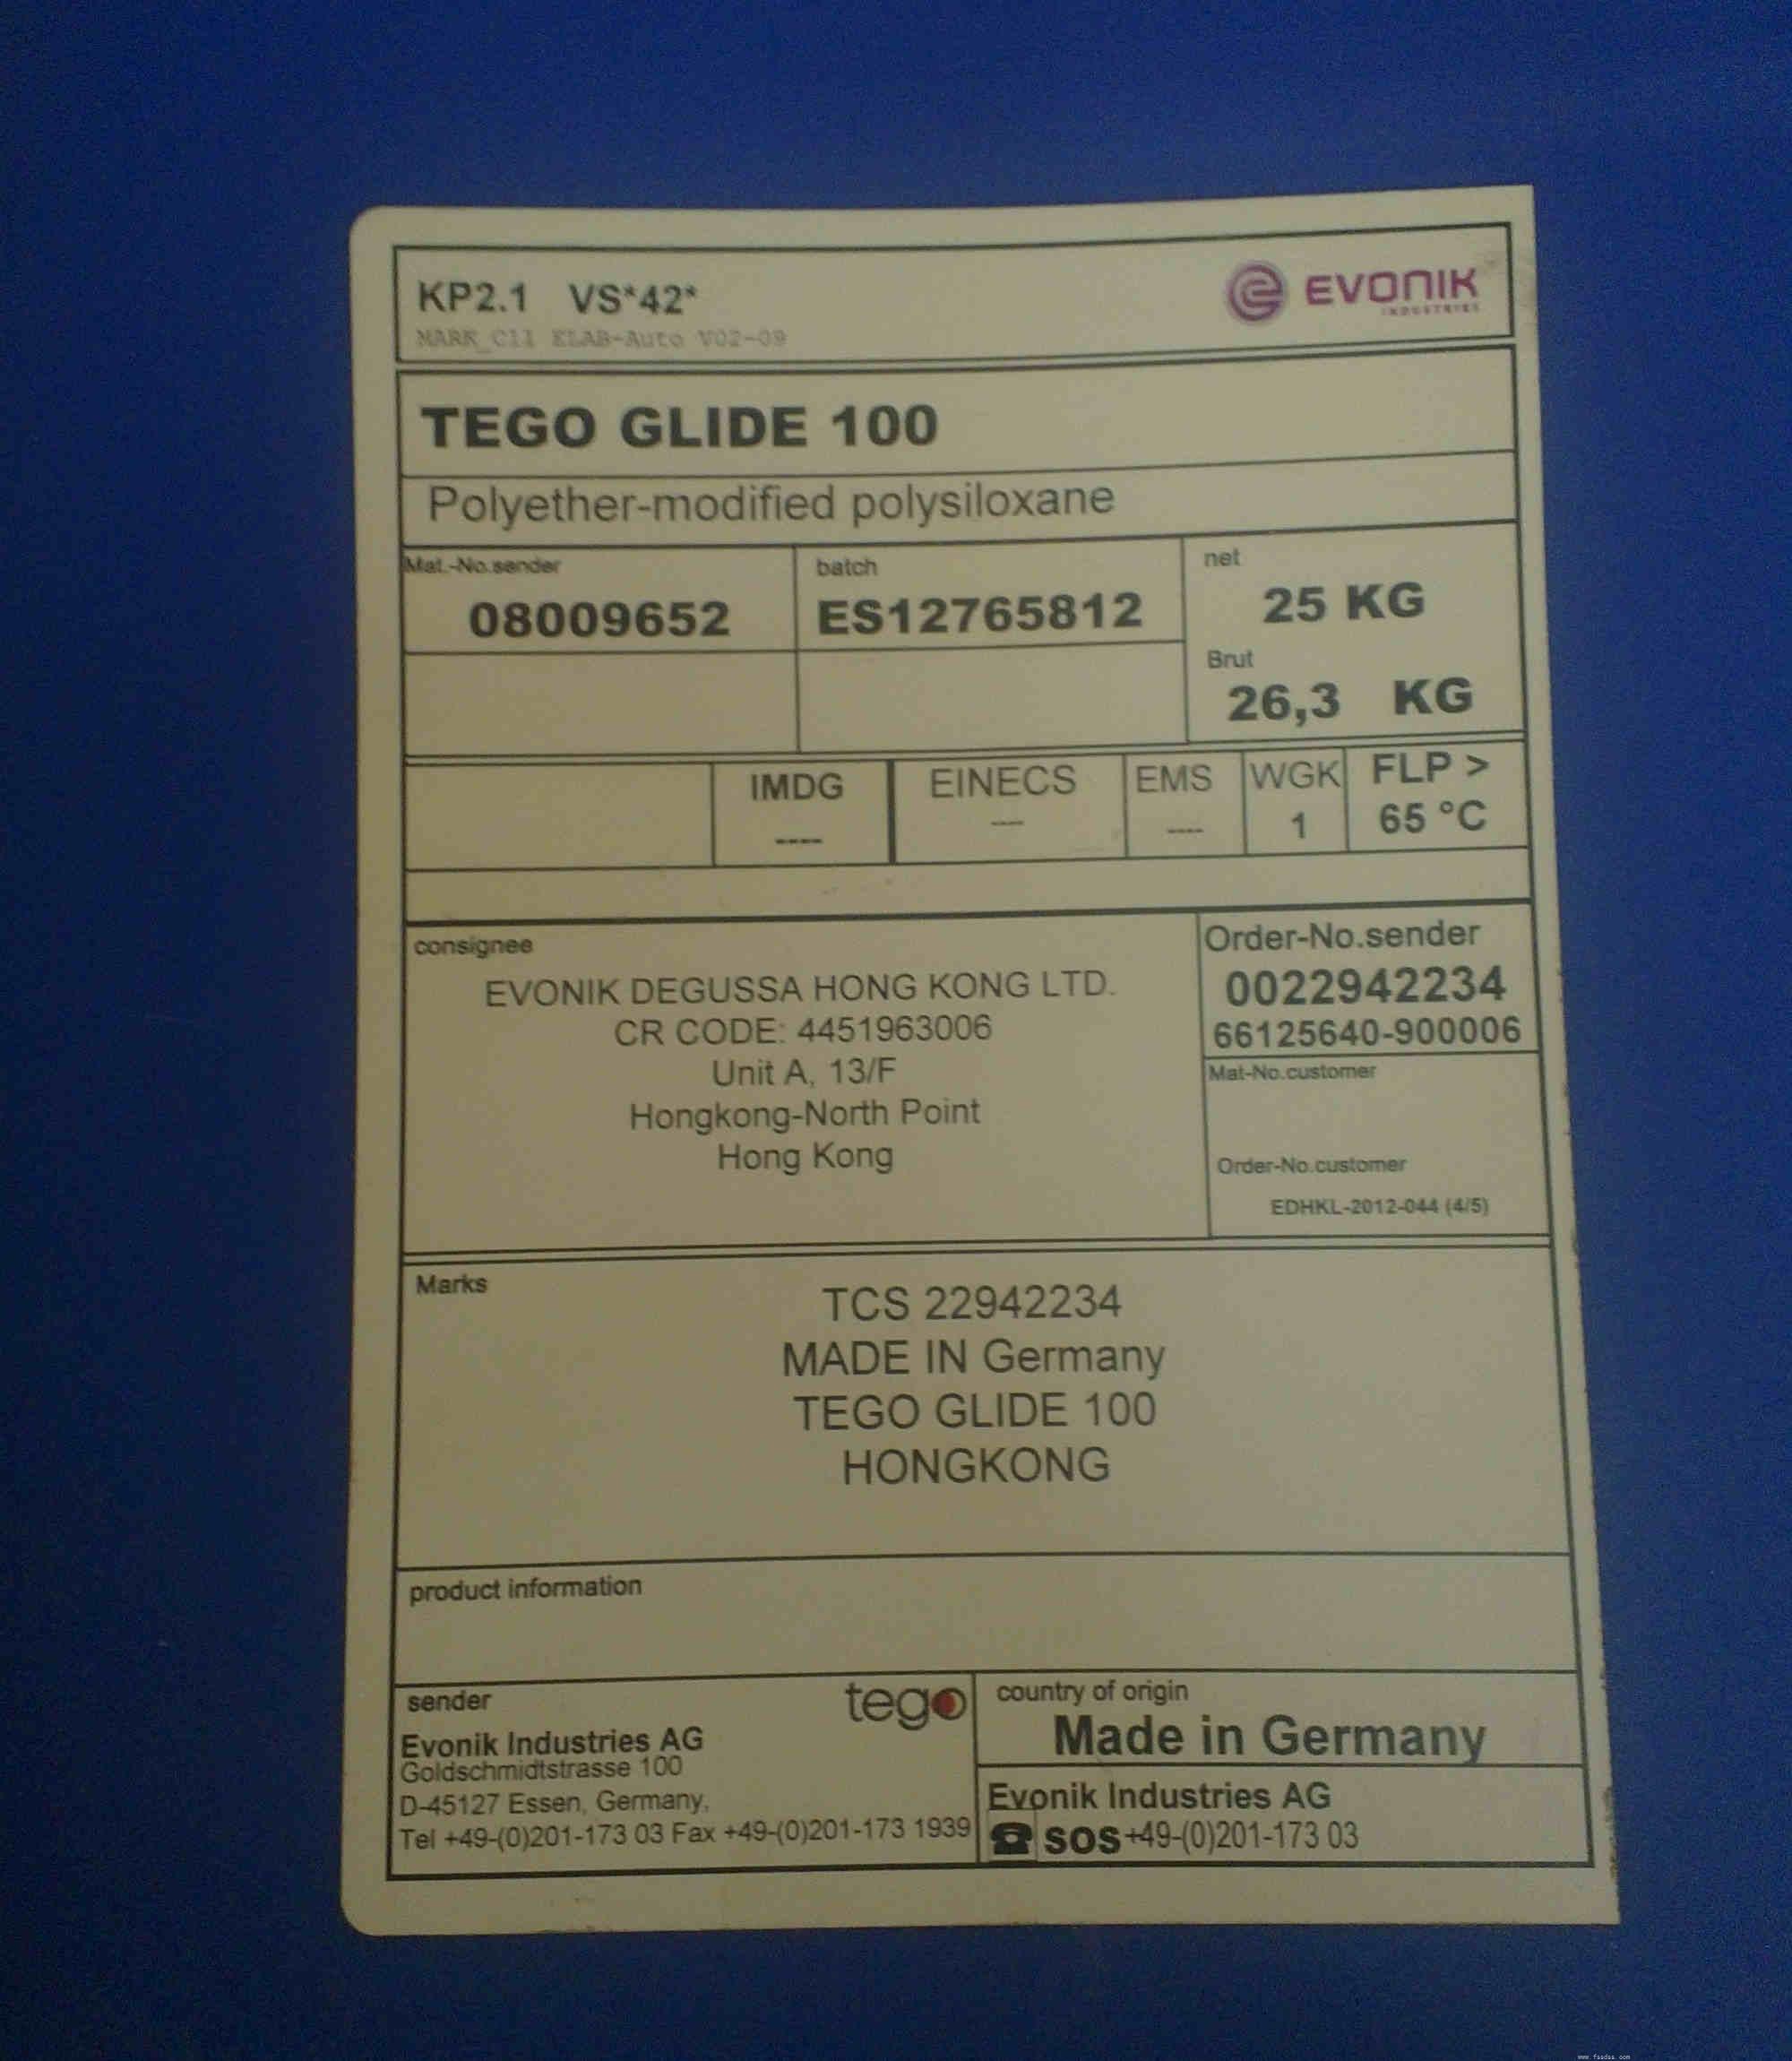 KP2.1 VS*42*
EVONIK
INDUSTRIES
MARK_C11 ELAB-Auto V02-09
TEGO GLIDE 100
Polyether-modified polysiloxane
Mat.-No.sender
08009652
batch
ES12765812
net
25 KG
Brut
26,3 KG
IMDG
----
EINECS
----
EMS
----
WGK
1
FLP >
65 °C
consignee
EVONIK DEGUSSA HONG KONG LTD.
CR CODE: 4451963006
Unit A, 13/F
Hongkong-North Point
Hong Kong
Order-No.sender
0022942234
66125640-900006
Mat-No.customer
Order-No.customer
EDHKL-2012-044 (4/5)
Marks
TCS 22942234
MADE IN Germany
TEGO GLIDE 100
HONGKONG
product information
sender
tego
Evonik Industries AG
Goldschmidtstrasse 100
D-45127 Essen, Germany,
Tel +49-(0)201-173 03 Fax +49-(0)201-173 1939
country of origin
Made in Germany
Evonik Industries AG
SOS+49-(0)201-173 03